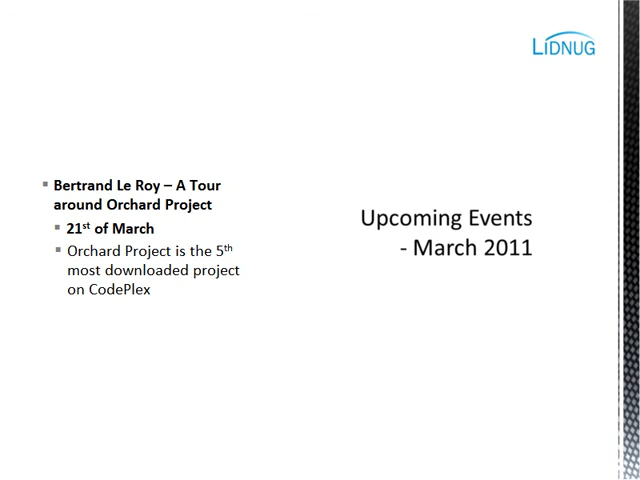 LIDNUG
▪ Bertrand Le Roy – A Tour
around Orchard Project
▪ 21st of March
▪ Orchard Project is the 5th
most downloaded project
on CodePlex
Upcoming Events
- March 2011